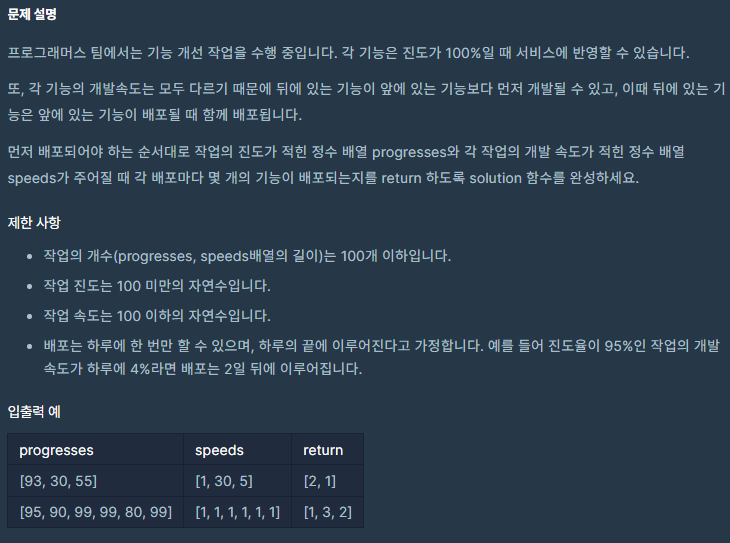 문제 설명
프로그래머스 팀에서는 기능 개선 작업을 수행 중입니다. 각 기능은 진도가 100%일 때 서비스에 반영할 수 있습니다.
또, 각 기능의 개발속도는 모두 다르기 때문에 뒤에 있는 기능이 앞에 있는 기능보다 먼저 개발될 수 있고, 이때 뒤에 있는 기
능은 앞에 있는 기능이 배포될 때 함께 배포됩니다.
먼저 배포되어야 하는 순서대로 작업의 진도가 적힌 정수 배열 progresses와 각 작업의 개발 속도가 적힌 정수 배열
speeds가 주어질 때 각 배포마다 몇 개의 기능이 배포되는지를 return 하도록 solution 함수를 완성하세요.
제한 사항
• 작업의 개수(progresses, speeds배열의 길이)는 100개 이하입니다.
• 작업 진도는 100 미만의 자연수입니다.
• 작업 속도는 100 이하의 자연수입니다.
• 배포는 하루에 한 번만 할 수 있으며, 하루의 끝에 이루어진다고 가정합니다. 예를 들어 진도율이 95%인 작업의 개발
속도가 하루에 4%라면 배포는 2일 뒤에 이루어집니다.
입출력 예
progresses speeds return
[93, 30, 55] [1, 30, 5] [2, 1]
[95, 90, 99, 99, 80, 99] [1, 1, 1, 1, 1, 1] [1, 3, 2]